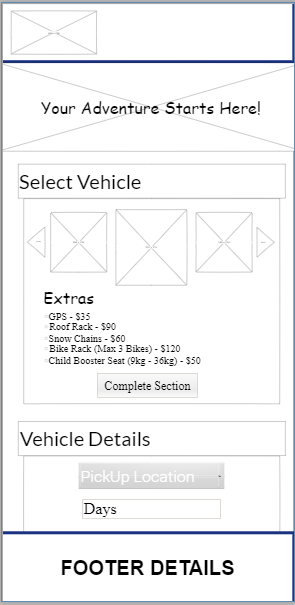 Your Adventure Starts Here!
Select Vehicle
Extras
GPS - $35
Roof Rack - $90
Snow Chains - $60
Bike Rack (Max 3 Bikes) - $120
Child Booster Seat (9kg - 36kg) - $50
Complete Section
Vehicle Details
PickUp Location
Days
FOOTER DETAILS